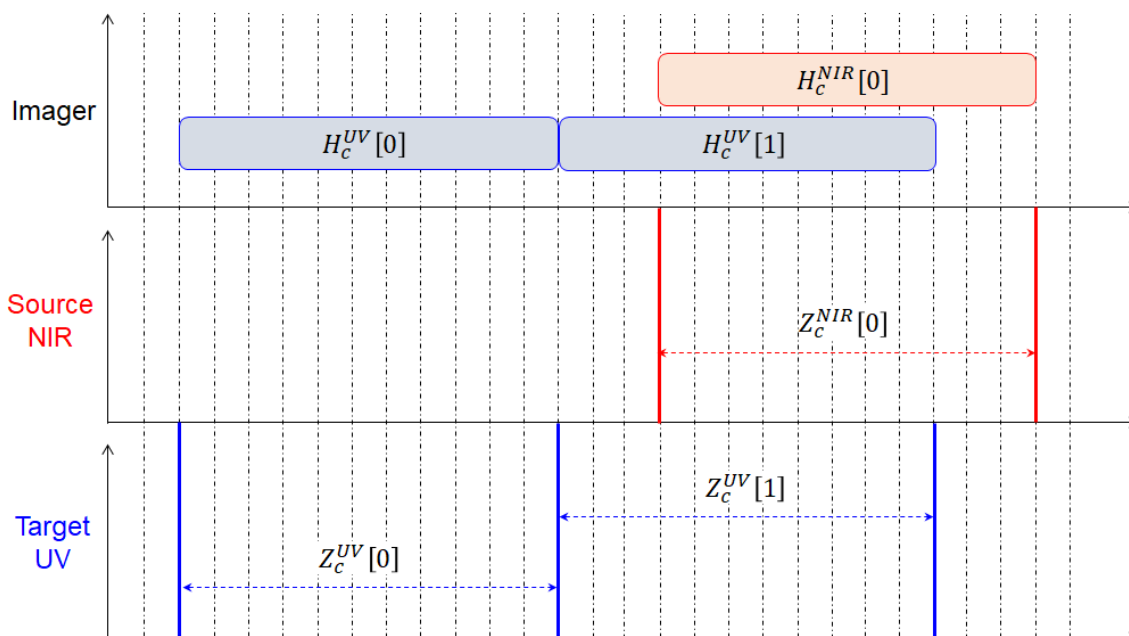 Imager
$H_c^{NIR}[0]$
$H_c^{UV}[0]$
$H_c^{UV}[1]$
Source
NIR
$Z_c^{NIR}[0]$
Target
UV
$Z_c^{UV}[1]$
$Z_c^{UV}[0]$